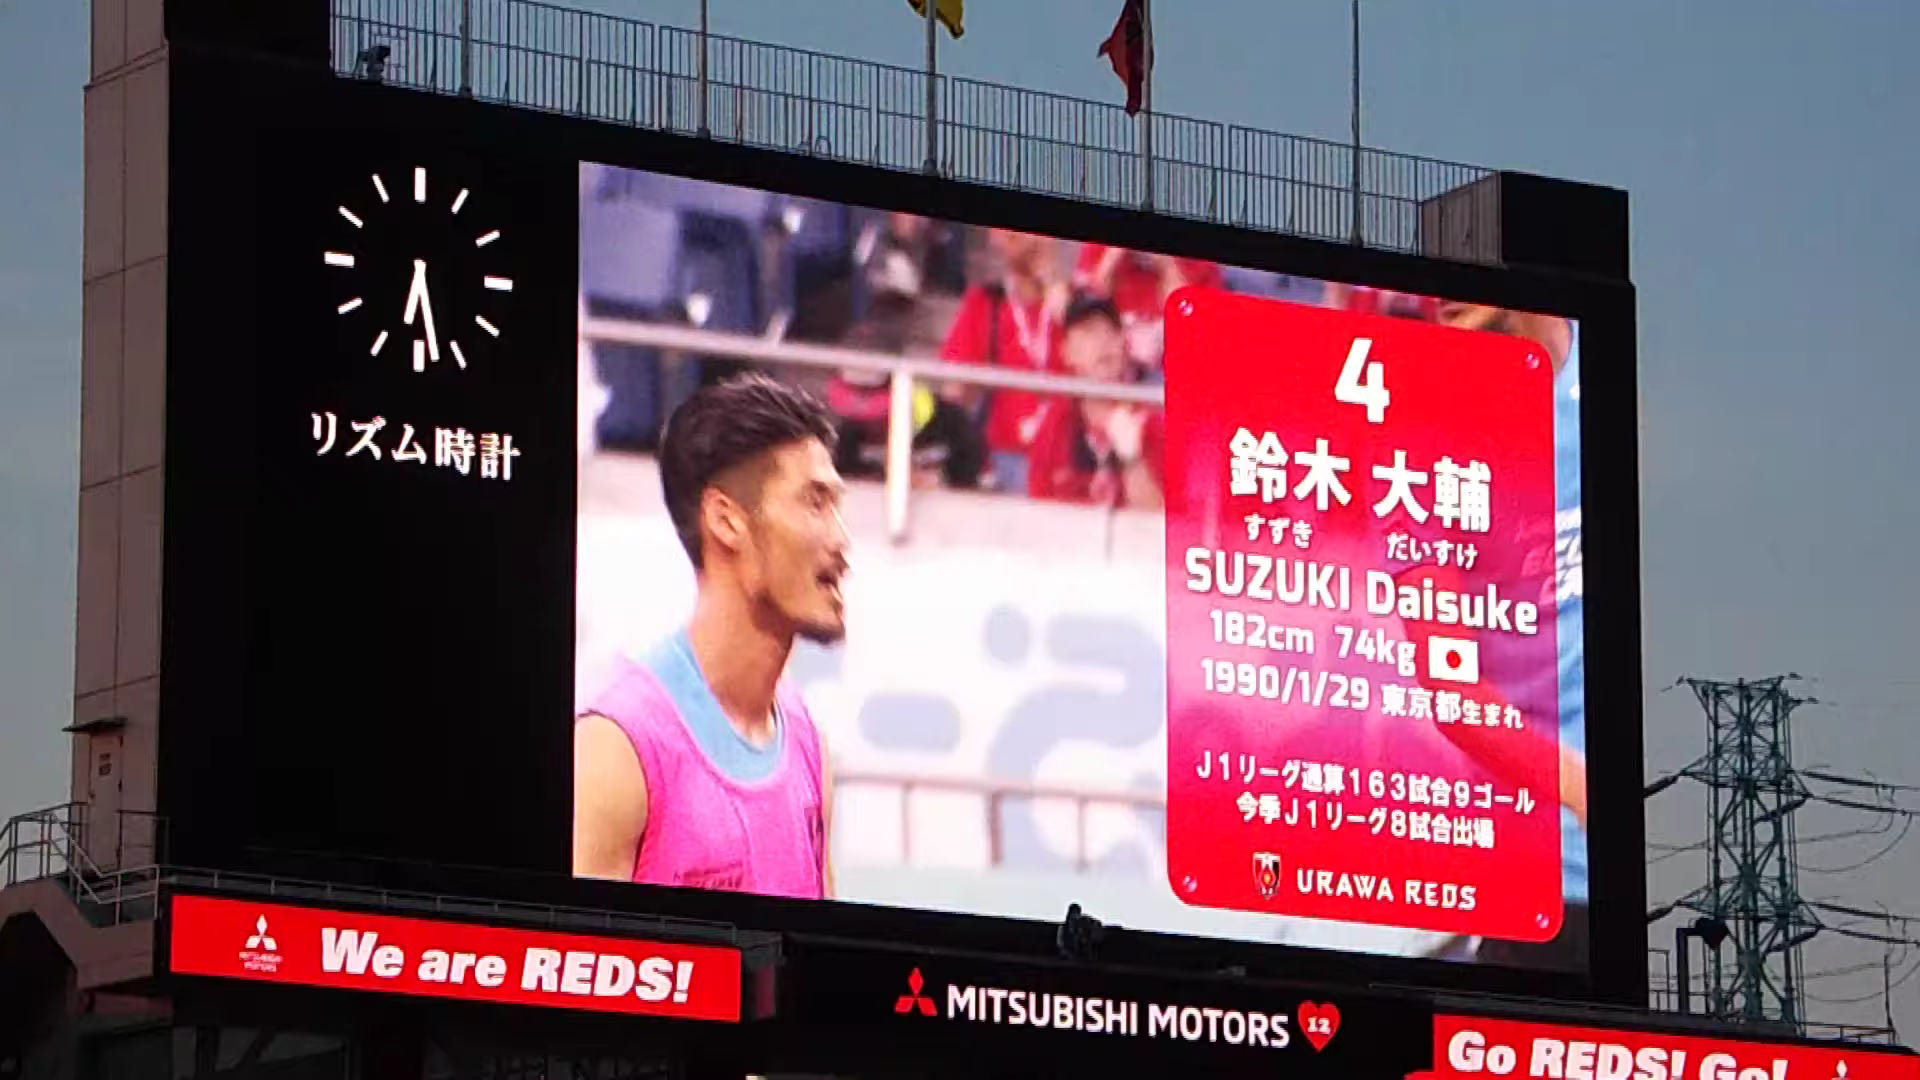 リズム時計
4
鈴木 大輔
すずき だいすけ
SUZUKI Daisuke
182cm 74kg
1990/1/29 東京都生まれ
J1リーグ通算163試合9ゴール
今季J1リーグ8試合出場
URAWA REDS
MITSUBISHI MOTORS
We are REDS!
MITSUBISHI MOTORS
12
Go REDS! Go!